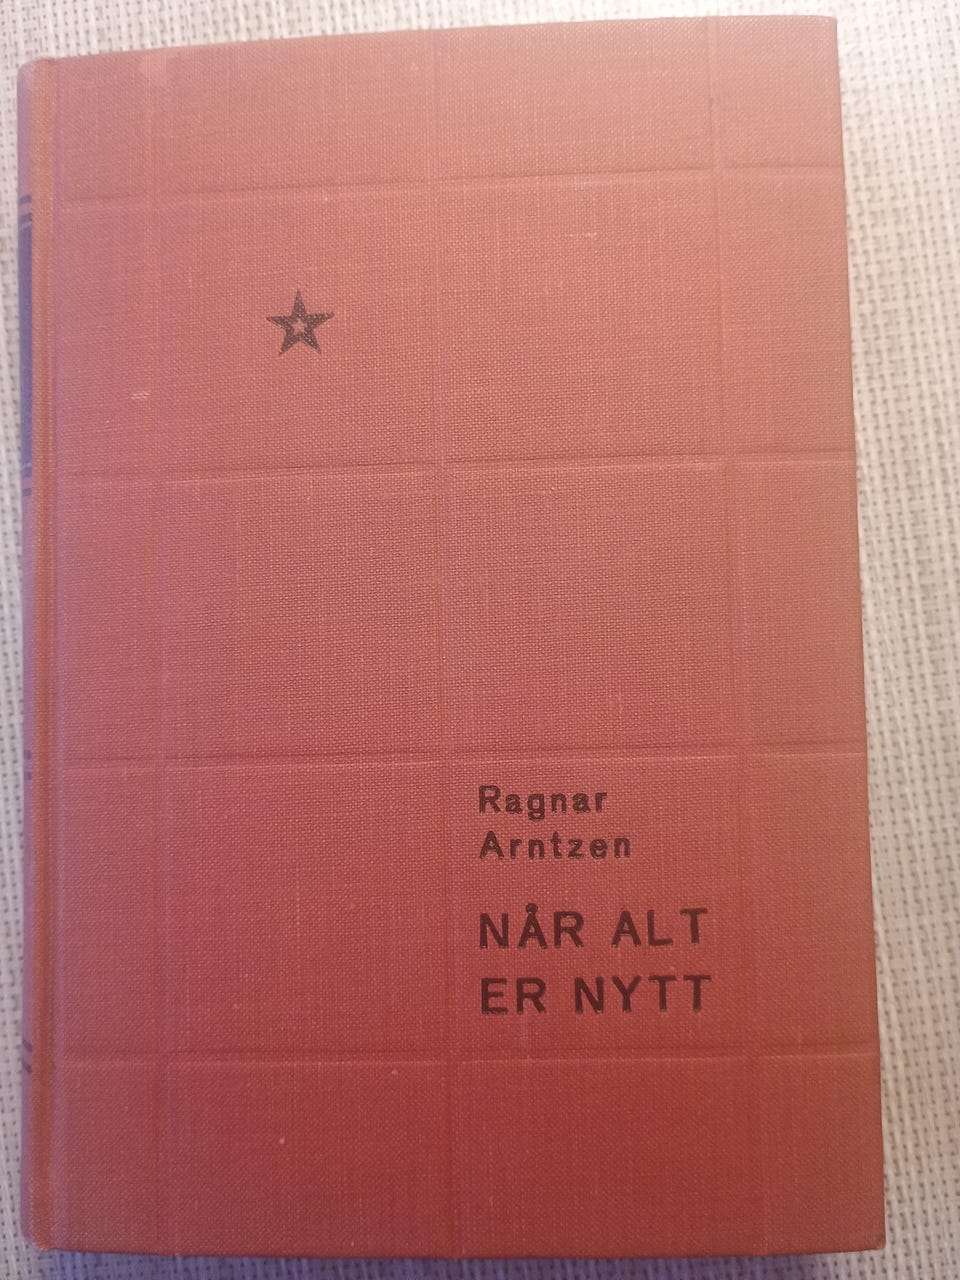 Ragnar
Arntzen
NÅR ALT
ER NYTT